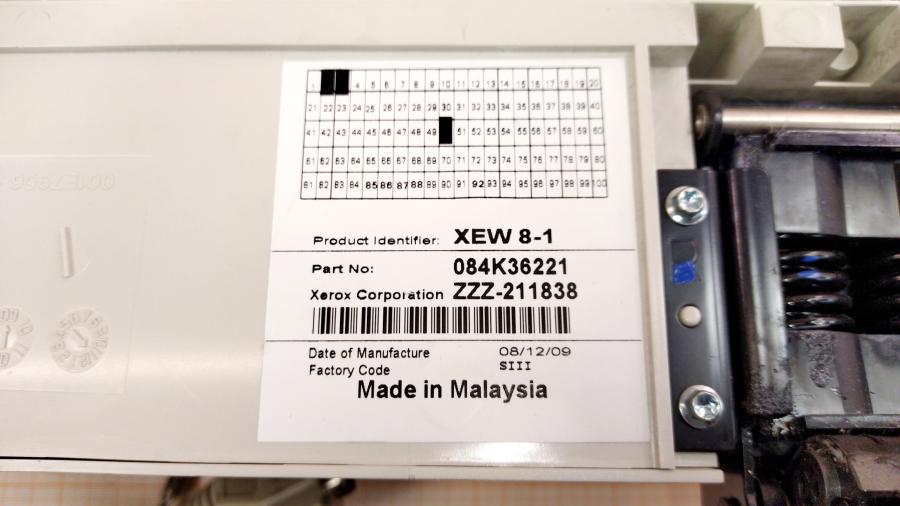 1 4 5 6 7 8 9 10 11 12 13 14 15 16 17 18 19 20
21 22 23 24 25 26 27 28 29 30 31 32 33 34 35 36 37 38 39 40
41 42 43 44 45 46 47 48 49 51 52 53 54 55 56 57 58 59 60
61 62 63 64 65 66 67 68 69 70 71 72 73 74 75 76 77 78 79 80
81 82 83 84 85 86 87 88 89 90 91 92 93 94 95 96 97 98 99 100
Product Identifier: XEW 8-1
Part No: 084K36221
Xerox Corporation ZZZ-211838
Date of Manufacture 08/12/09
Factory Code SIII
Made in Malaysia